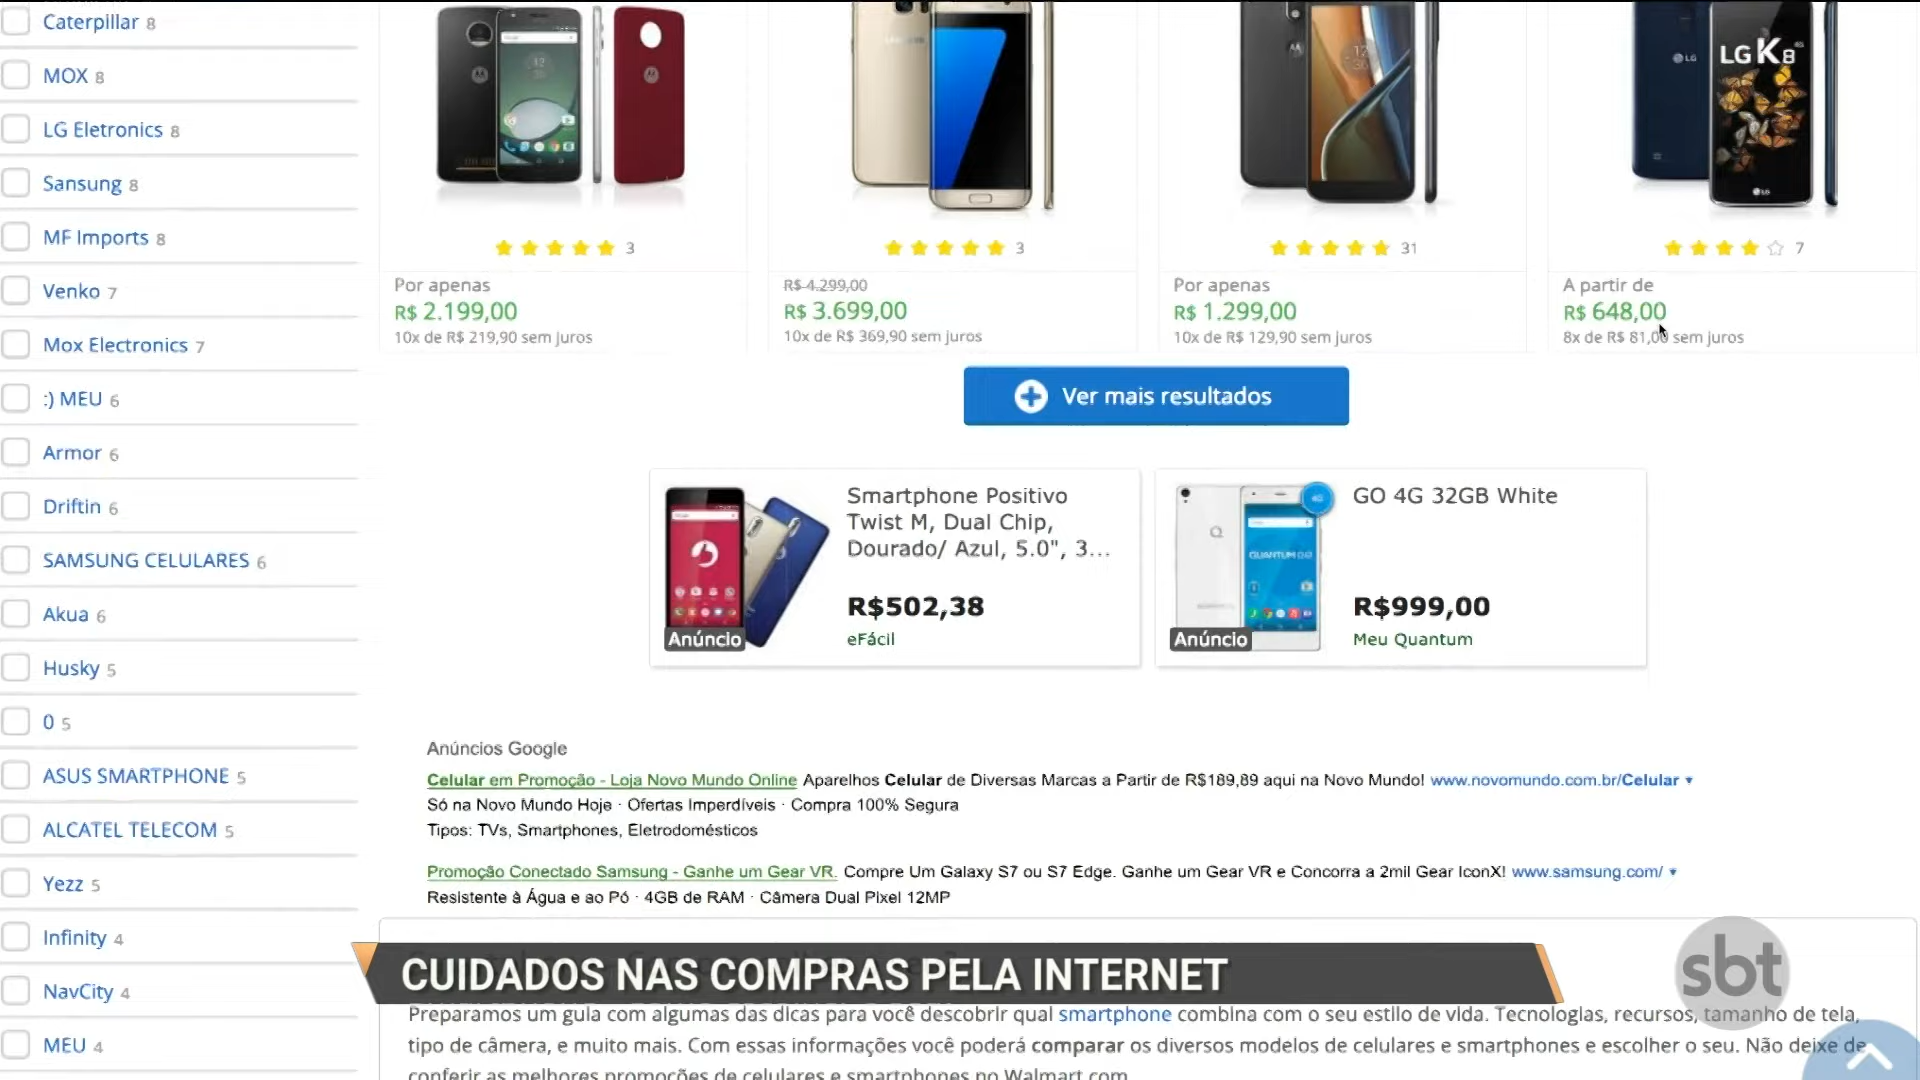 Caterpillar 8
MOX 8
LG Eletronics 8
Sansung 8
MF Imports 8
Venko 7
Mox Electronics 7
:) MEU 6
Armor 6
Driftin 6
SAMSUNG CELULARES 6
Akua 6
Husky 5
0 5
ASUS SMARTPHONE 5
ALCATEL TELECOM 5
Yezz 5
Infinity 4
NavCity 4
MEU 4
LG K8
LG
3
Por apenas
R$ 2.199,00
10x de R$ 219,90 sem juros
3
R$ 4.299,00
R$ 3.699,00
10x de R$ 369,90 sem juros
31
Por apenas
R$ 1.299,00
10x de R$ 129,90 sem juros
7
A partir de
R$ 648,00
8x de R$ 81,00 sem juros
Ver mais resultados
Smartphone Positivo
Twist M, Dual Chip,
Dourado/ Azul, 5.0", 3...
R$502,38
eFácil
Anúncio
GO 4G 32GB White
R$999,00
Meu Quantum
Anúncio
Anúncios Google
Celular em Promoção - Loja Novo Mundo Online Aparelhos Celular de Diversas Marcas a Partir de R$189,89 aqui na Novo Mundo! www.novomundo.com.br/Celular
Só na Novo Mundo Hoje · Ofertas Imperdíveis · Compra 100% Segura
Tipos: TVs, Smartphones, Eletrodomésticos
Promoção Conectado Samsung - Ganhe um Gear VR. Compre Um Galaxy S7 ou S7 Edge. Ganhe um Gear VR e Concorra a 2mil Gear IconX! www.samsung.com/
Resistente à Água e ao Pó · 4GB de RAM · Câmera Dual Pixel 12MP
CUIDADOS NAS COMPRAS PELA INTERNET
sbt
Preparamos um guia com algumas das dicas para você descobrir qual smartphone combina com o seu estilo de vida. Tecnologias, recursos, tamanho de tela,
tipo de câmera, e muito mais. Com essas informações você poderá comparar os diversos modelos de celulares e smartphones e escolher o seu. Não deixe de
conferir as melhores promoções de celulares e smartphones no Walmart.com